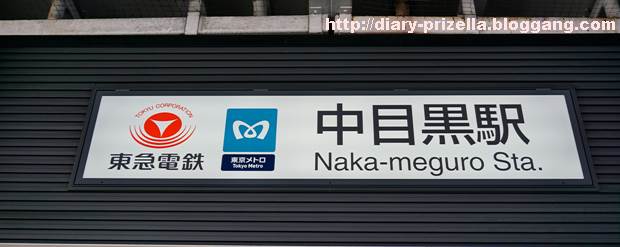 http://diary-prizella.bloggang.com
TOKYU CORPORATION
東急電鉄
東京メトロ
Tokyo Metro
中目黒駅
Naka-meguro Sta.